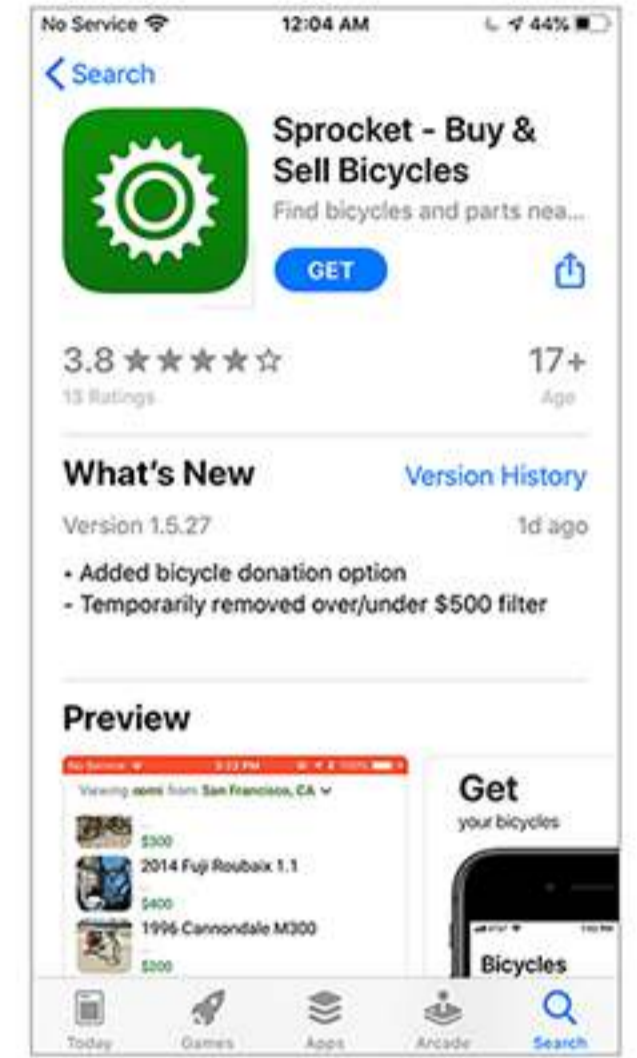 No Service 12:04 AM 44%
Search
Sprocket - Buy &
Sell Bicycles
Find bicycles and parts nea...
GET
3.8 17+
13 Ratings Age
What's New Version History
Version 1.5.27 1d ago
- Added bicycle donation option
- Temporarily removed over/under $500 filter
Preview
No Service 100%
Viewing from San Francisco, CA
$300
2014 Fuji Roubaix 1.1
$400
1996 Cannondale M300
$200
Get
your bicycles
Bicycles
Today Games Apps Arcade Search